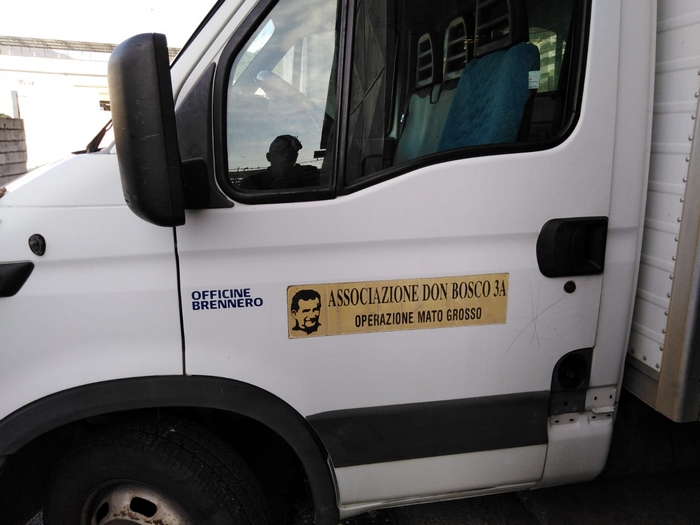 OFFICINE
BRENNERO
ASSOCIAZIONE DON BOSCO 3A
OPERAZIONE MATO GROSSO